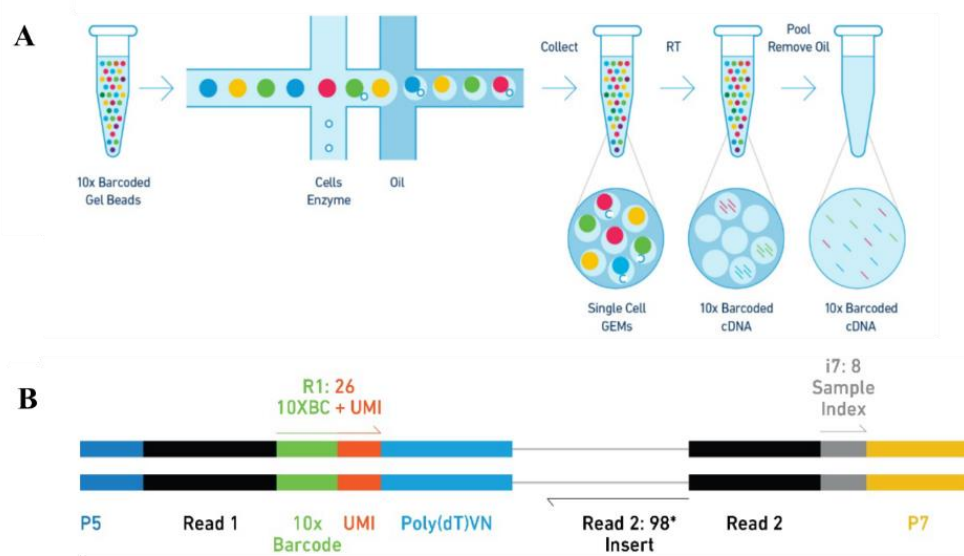 A
Collect
RT
Pool
Remove Oil
10x Barcoded
Gel Beads
Cells
Enzyme
Oil
Single Cell
GEMs
10x Barcoded
cDNA
10x Barcoded
cDNA
B
R1: 26
10XBC + UMI
i7: 8
Sample
Index
P5
Read 1
10x
Barcode
UMI
Poly(dT)VN
Read 2: 98*
Insert
Read 2
P7